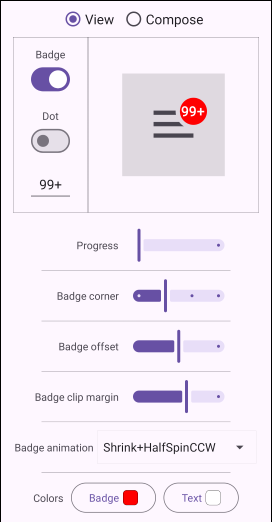 View Compose
Badge
99+
Dot
99+
Progress
Badge corner
Badge offset
Badge clip margin
Badge animation Shrink+HalfSpinCCW
Colors Badge Text